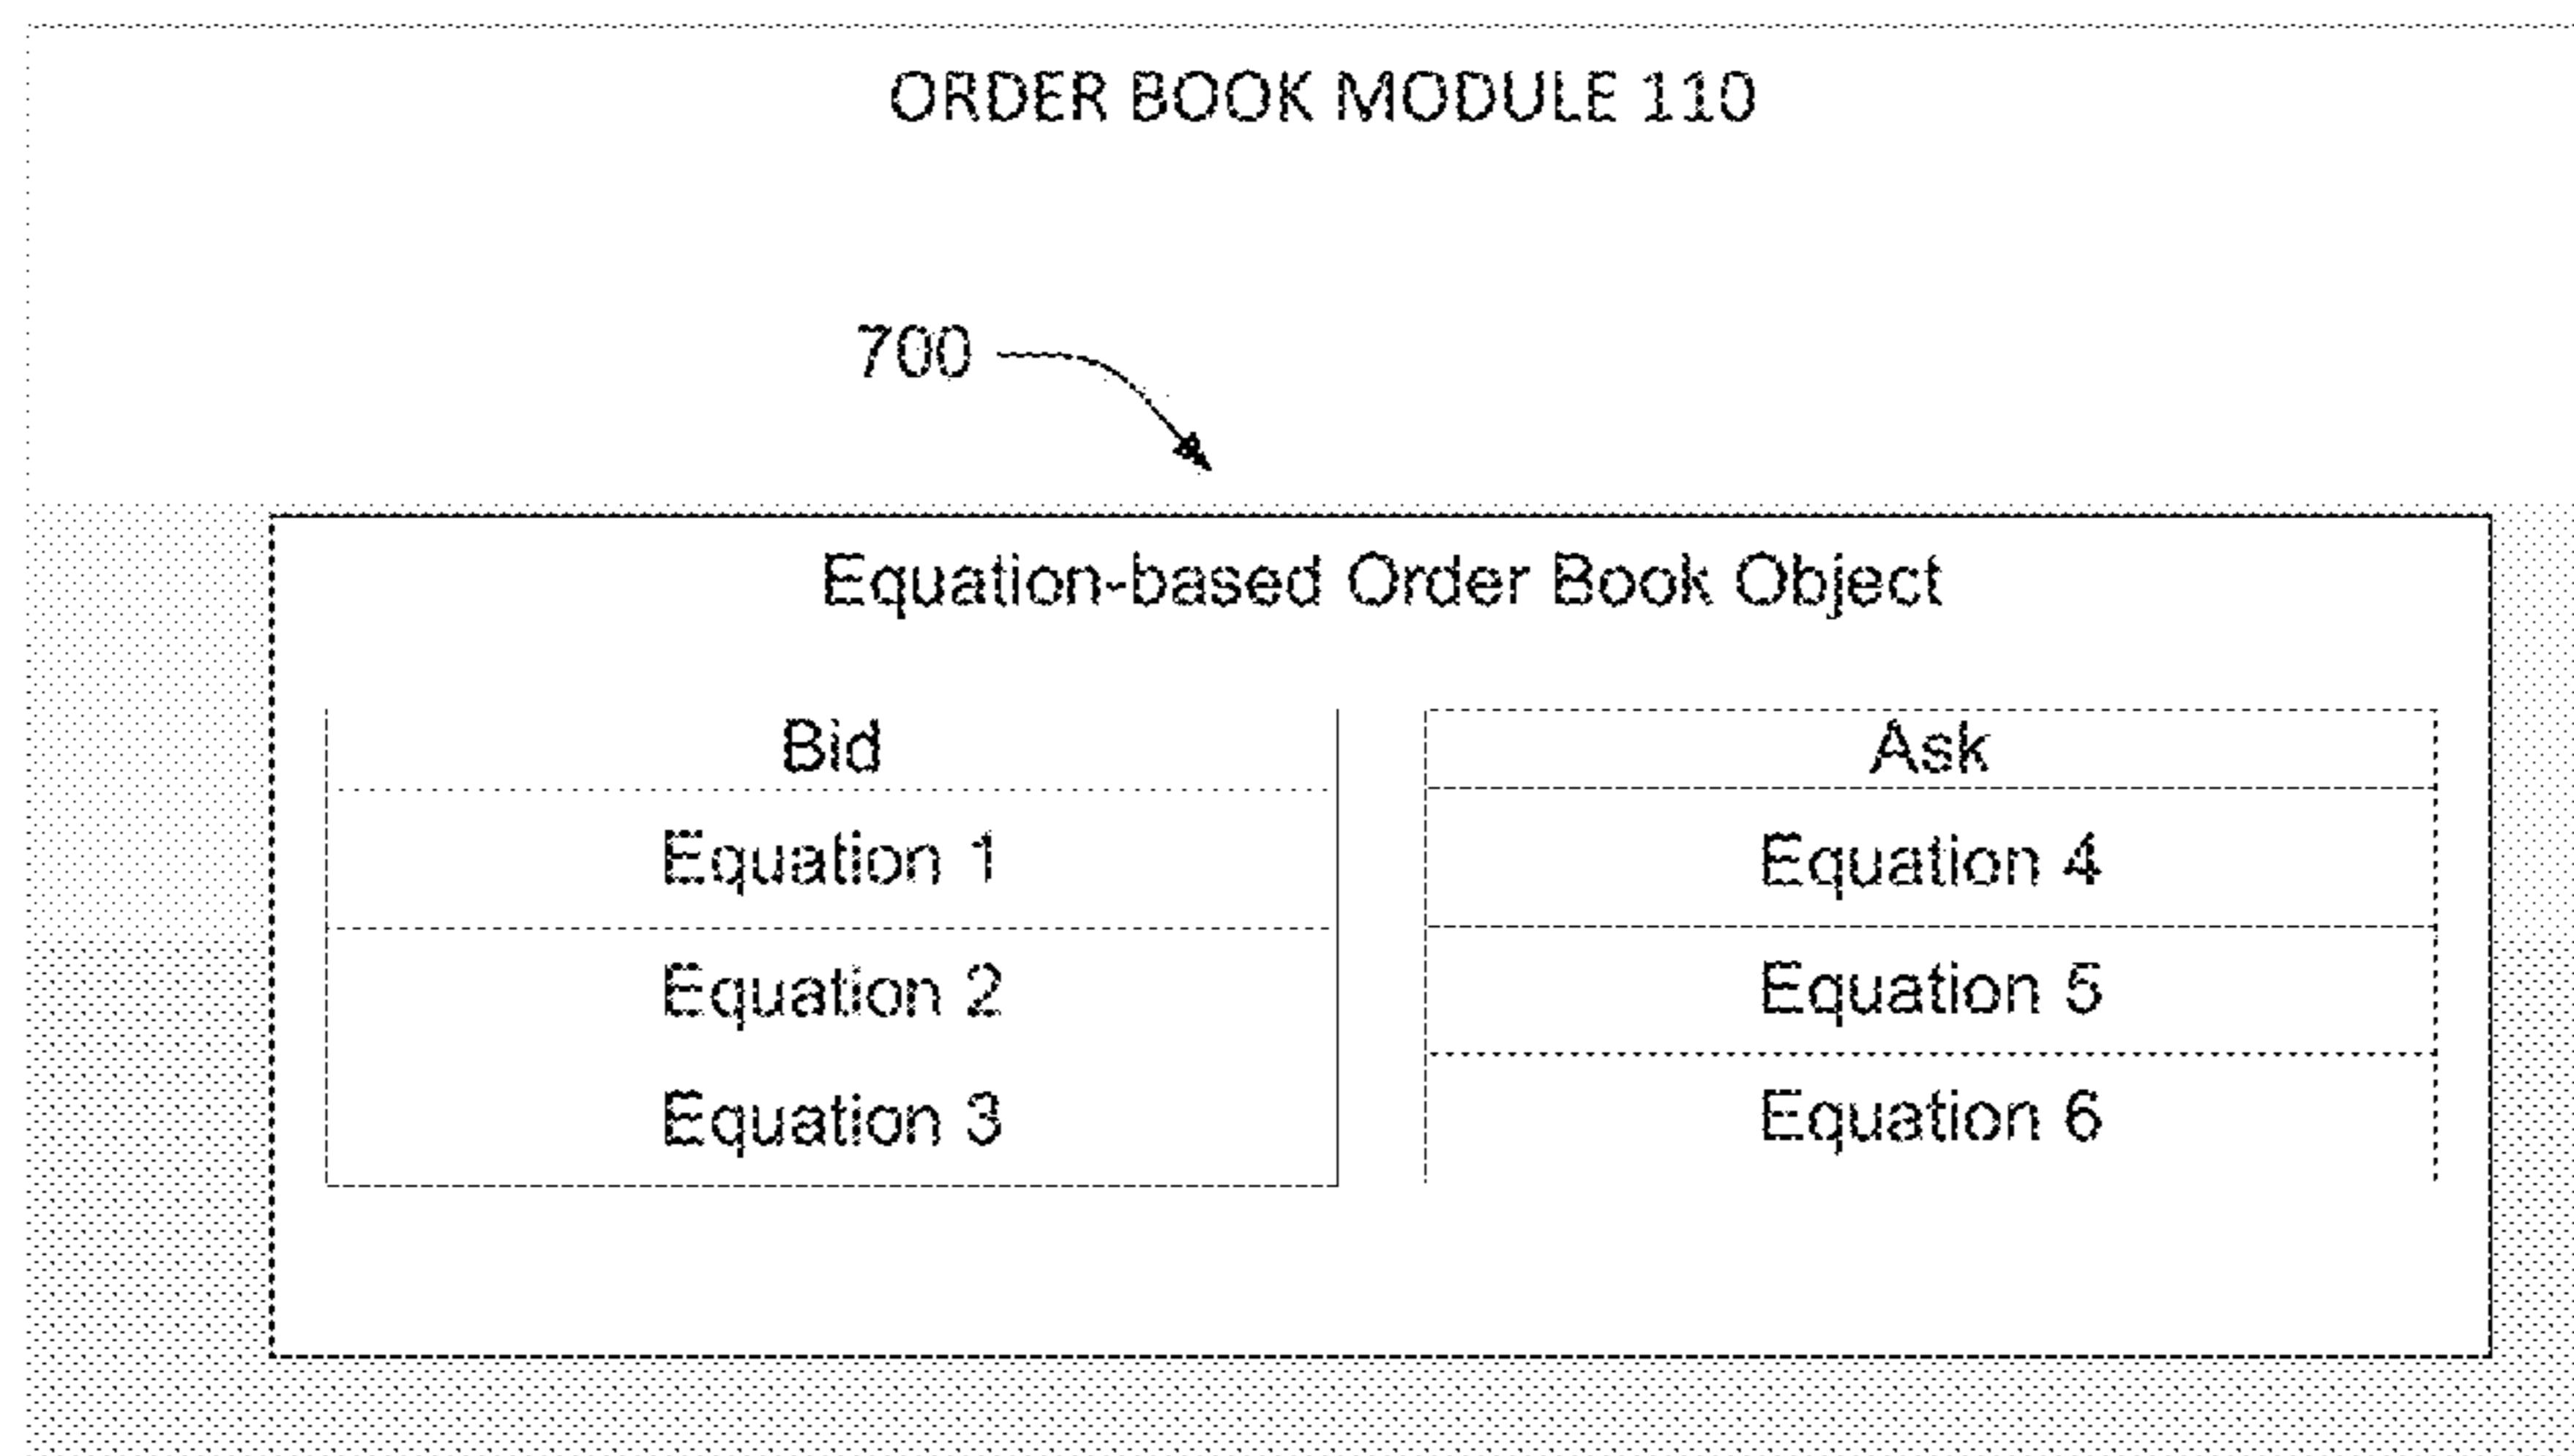 ORDER BOOK MODULE 110
700
Equation-based Order Book Object
Bid
Ask
Equation 1
Equation 4
Equation 2
Equation 5
Equation 3
Equation 6